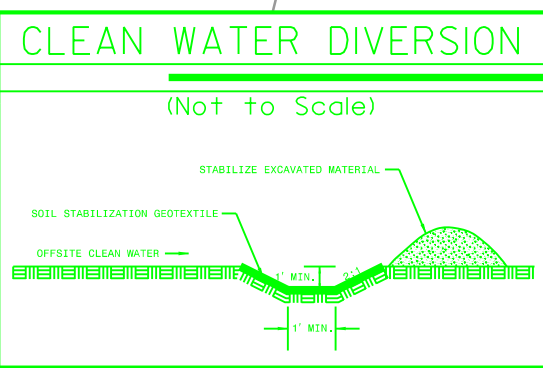 CLEAN WATER DIVERSION
(Not to Scale)
STABILIZE EXCAVATED MATERIAL
SOIL STABILIZATION GEOTEXTILE
OFFSITE CLEAN WATER
1' MIN.
2:1
1' MIN.